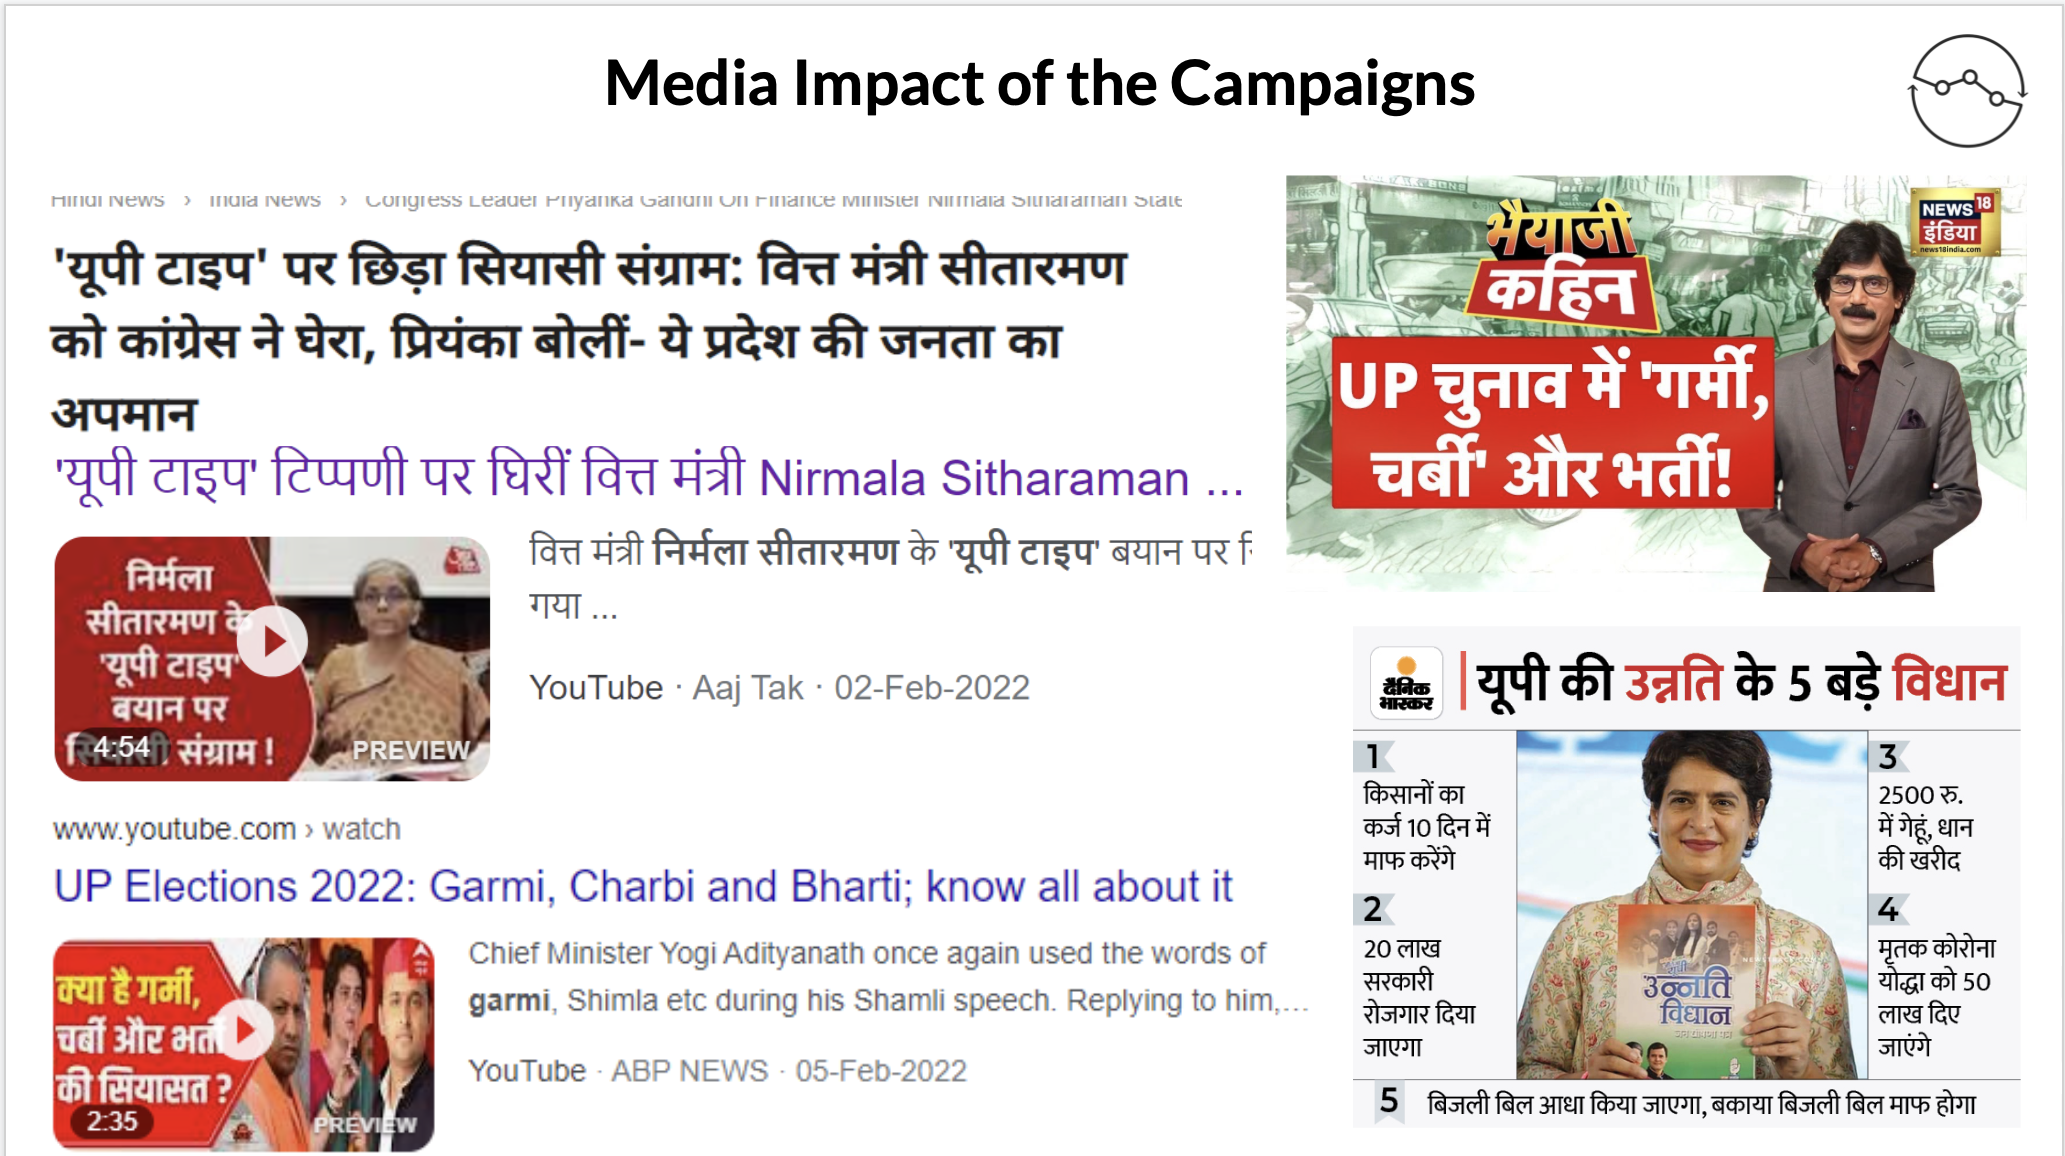 Media Impact of the Campaigns
Hindi News › India News › Congress Leader Priyanka Gandhi On Finance Minister Nirmala Sitharaman State
'यूपी टाइप' पर छिड़ा सियासी संग्राम: वित्त मंत्री सीतारमण
को कांग्रेस ने घेरा, प्रियंका बोलीं- ये प्रदेश की जनता का
अपमान
'यूपी टाइप' टिप्पणी पर घिरीं वित्त मंत्री Nirmala Sitharaman ...
निर्मला
सीतारमण के
'यूपी टाइप'
बयान पर
संग्राम !
4:54
PREVIEW
वित्त मंत्री निर्मला सीतारमण के 'यूपी टाइप' बयान पर
गया ...
YouTube · Aaj Tak · 02-Feb-2022
www.youtube.com › watch
UP Elections 2022: Garmi, Charbi and Bharti; know all about it
क्या है गर्मी,
चर्बी और भर्ती
की सियासत ?
2:35
PREVIEW
Chief Minister Yogi Adityanath once again used the words of
garmi, Shimla etc during his Shamli speech. Replying to him,...
YouTube · ABP NEWS · 05-Feb-2022
भैयाजी
कहिन
NEWS 18
इंडिया
news18india.com
UP चुनाव में 'गर्मी,
चर्बी' और भर्ती!
दैनिक
भास्कर
यूपी की उन्नति के 5 बड़े विधान
1
किसानों का
कर्ज 10 दिन में
माफ करेंगे
2
20 लाख
सरकारी
रोजगार दिया
जाएगा
उन्नति
विधान
3
2500 रु.
में गेहूं, धान
की खरीद
4
मृतक कोरोना
योद्धा को 50
लाख दिए
जाएंगे
5
बिजली बिल आधा किया जाएगा, बकाया बिजली बिल माफ होगा